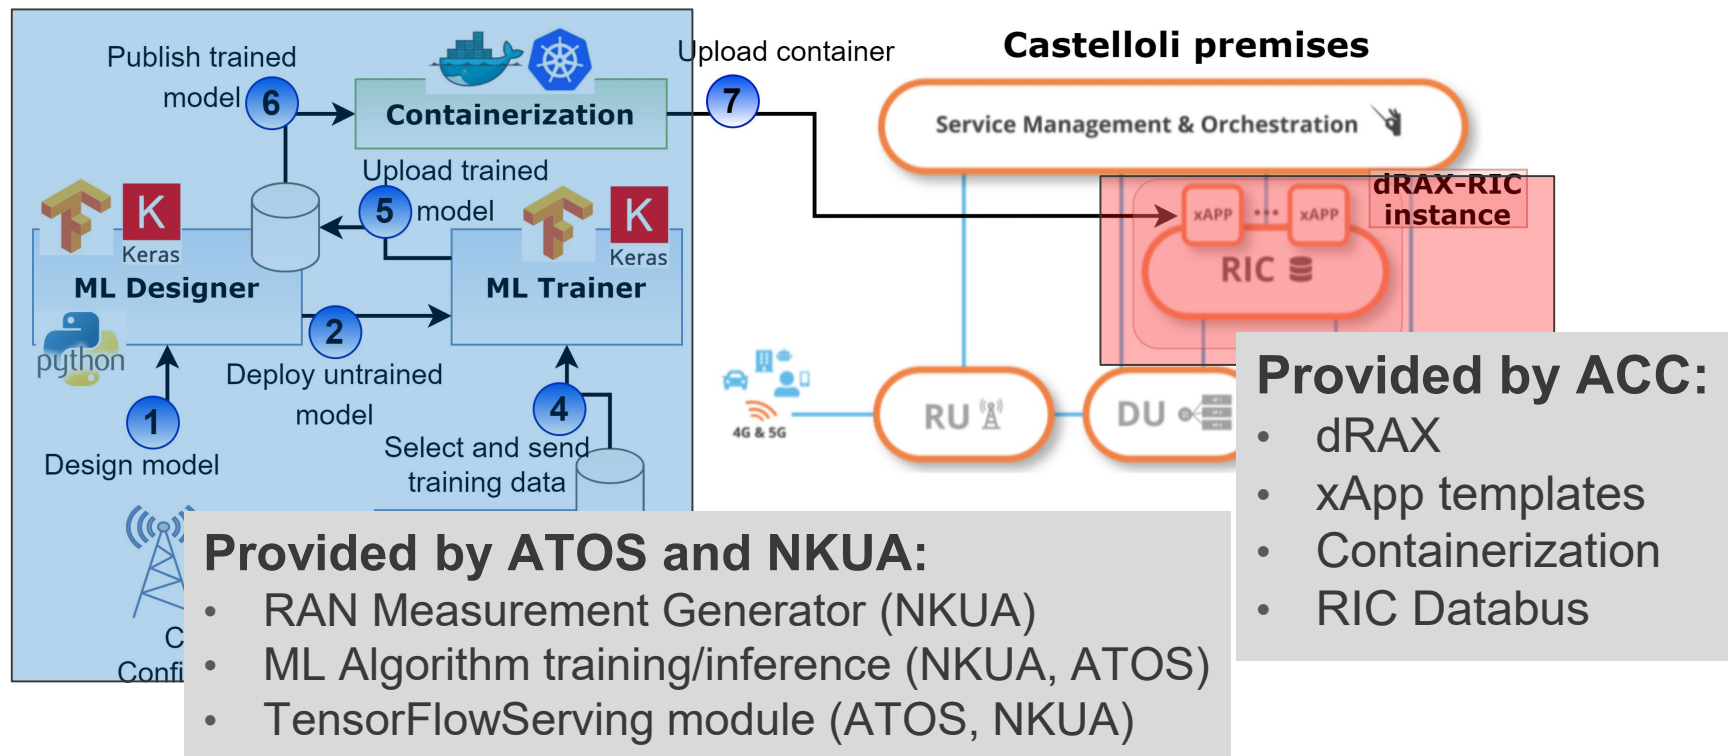 Publish trained
model
6
Containerization
Upload container
7
Castelloli premises
Service Management & Orchestration
Upload trained
model
5
K
Keras
K
Keras
dRAX-RIC
instance
xAPP
•••
xAPP
RIC
ML Designer
ML Trainer
python
2
Deploy untrained
model
1
Design model
4
Select and send
training data
4G & 5G
RU
DU
Provided by ACC:
• dRAX
• xApp templates
• Containerization
• RIC Databus
C
Confi
Provided by ATOS and NKUA:
• RAN Measurement Generator (NKUA)
• ML Algorithm training/inference (NKUA, ATOS)
• TensorFlowServing module (ATOS, NKUA)